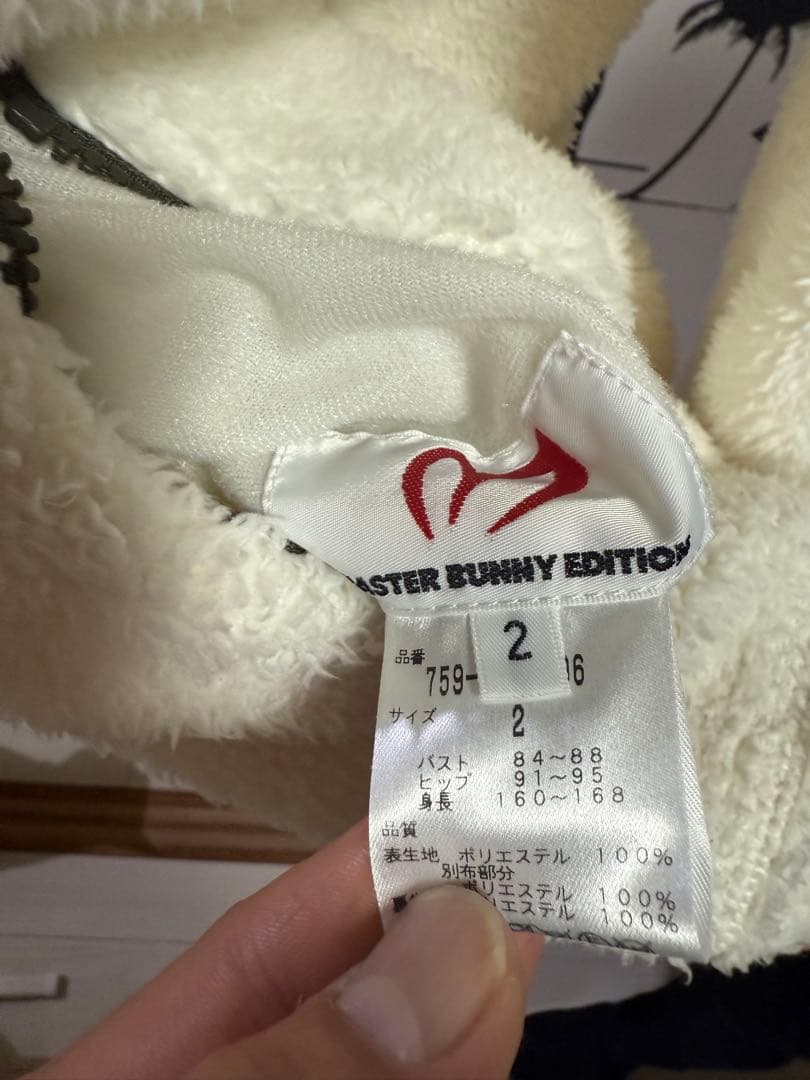 ASTER BUNNY EDITION
2
品番
759- 6
サイズ
2
バスト 84～88
ヒップ 91～95
身長 160～168
品質
表生地 ポリエステル 100%
別布部分
ポリエステル 100%
リエステル 100%